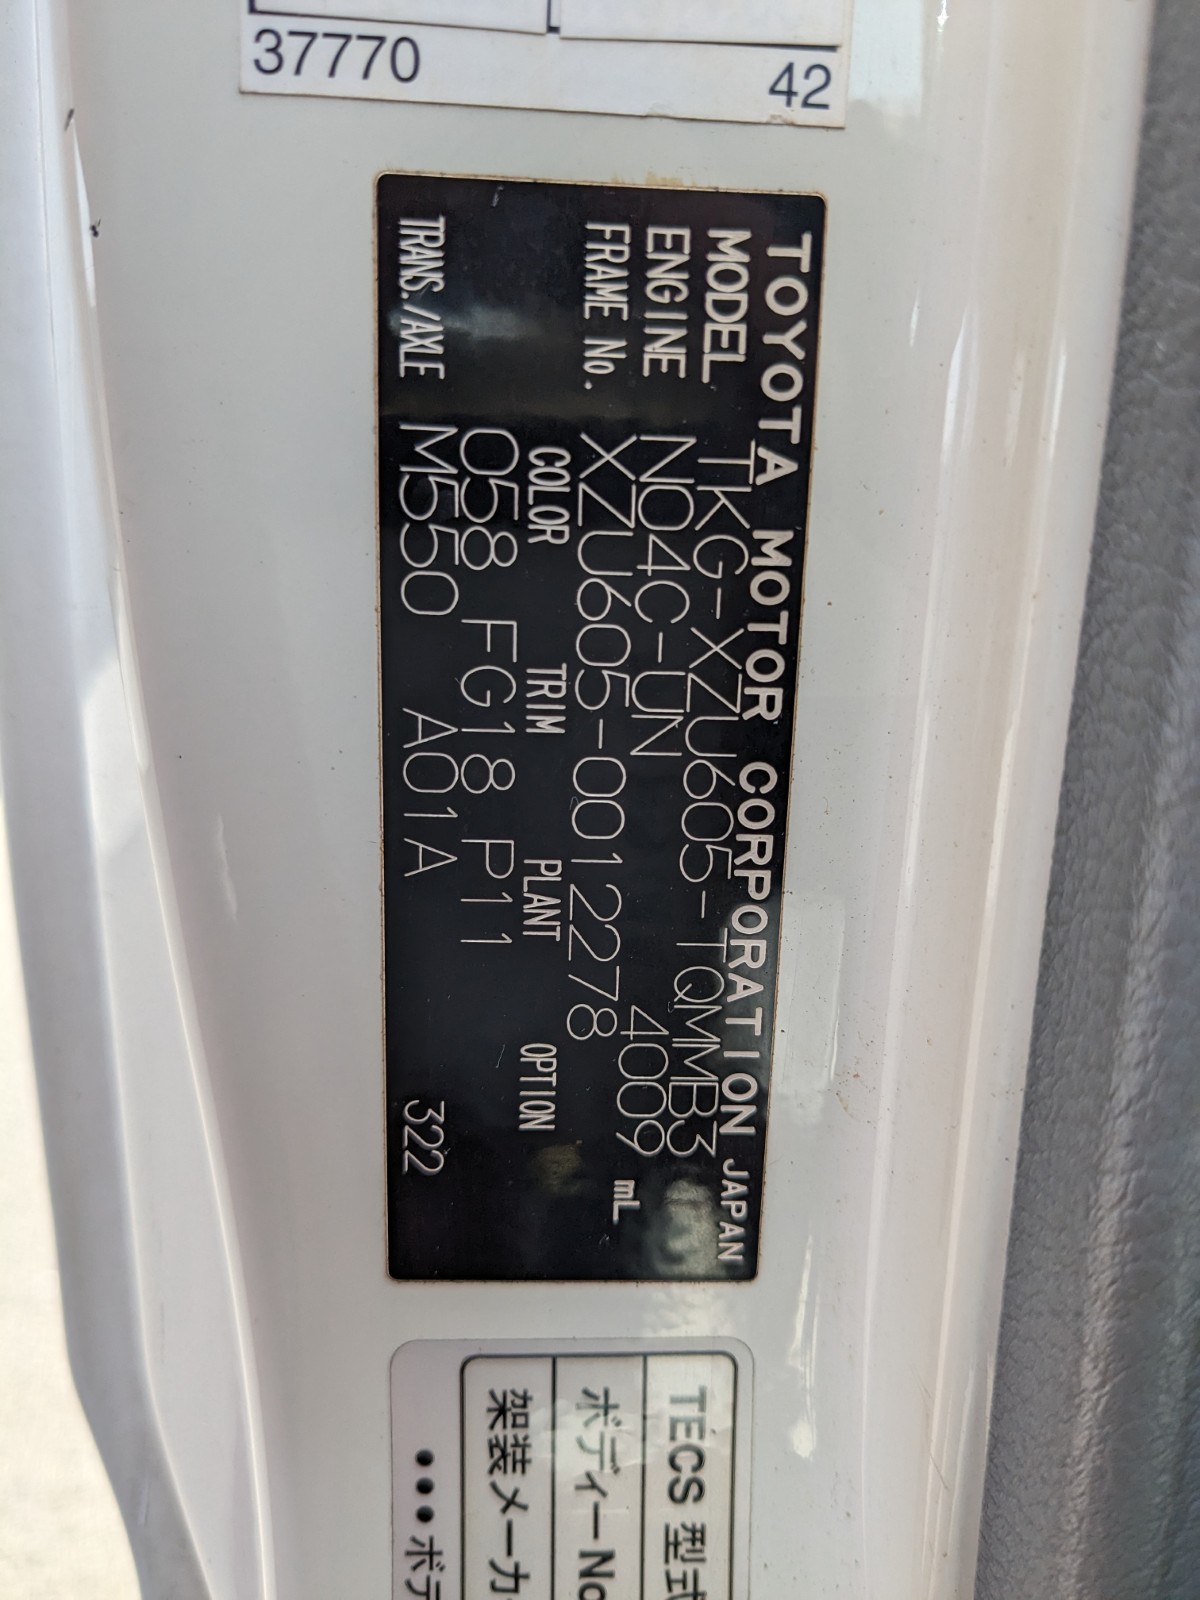 37770 42
TOYOTA MOTOR CORPORATION JAPAN
MODEL TKG-XZU605-TQMMB3
ENGINE N04C-UN 4009 mL
FRAME No. XZU605-0012278
COLOR TRIM PLANT OPTION
058 FG18 P11
TRANS./AXLE M550 A01A 322
TECS 型式
ボディーNo
架装メーカ
●●●ボデ